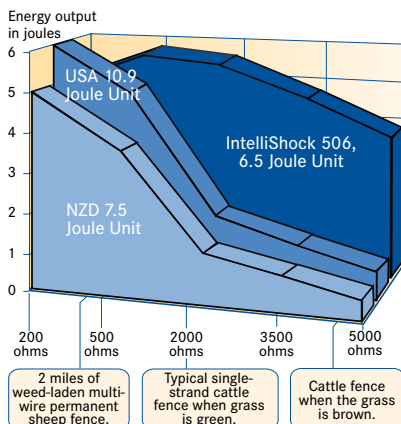 Energy output
in joules
6
5
4
3
2
1
0
USA 10.9
Joule Unit
IntelliShock 506,
6.5 Joule Unit
NZD 7.5
Joule Unit
200
ohms
500
ohms
2000
ohms
3500
ohms
5000
ohms
2 miles of
weed-laden multi-
wire permanent
sheep fence.
Typical single-
strand cattle
fence when grass
is green.
Cattle fence
when the grass
is brown.